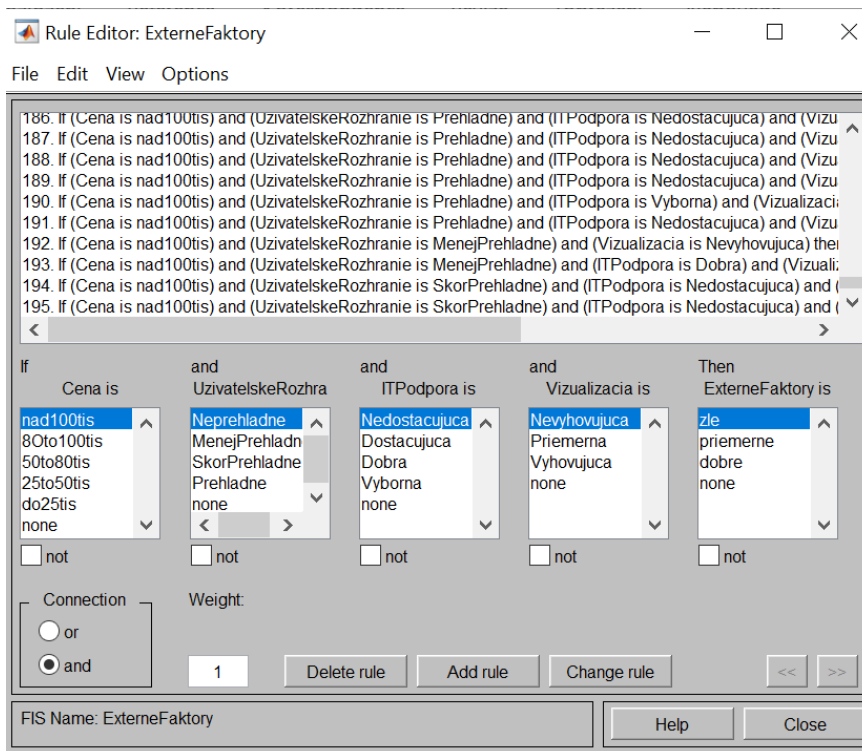 Rule Editor: ExterneFaktory
File Edit View Options
186. If (Cena is nad100tis) and (UzivatelskeRozhranie is Prehladne) and (ITPodpora is Nedostacujuca) and (Vizu
187. If (Cena is nad100tis) and (UzivatelskeRozhranie is Prehladne) and (ITPodpora is Nedostacujuca) and (Vizu
188. If (Cena is nad100tis) and (UzivatelskeRozhranie is Prehladne) and (ITPodpora is Nedostacujuca) and (Vizu
189. If (Cena is nad100tis) and (UzivatelskeRozhranie is Prehladne) and (ITPodpora is Nedostacujuca) and (Vizu
190. If (Cena is nad100tis) and (UzivatelskeRozhranie is Prehladne) and (ITPodpora is Vyborna) and (Vizualizaci
191. If (Cena is nad100tis) and (UzivatelskeRozhranie is Prehladne) and (ITPodpora is Nedostacujuca) and (Vizu
192. If (Cena is nad100tis) and (UzivatelskeRozhranie is MenejPrehladne) and (Vizualizacia is Nevyhovujuca) then
193. If (Cena is nad100tis) and (UzivatelskeRozhranie is MenejPrehladne) and (ITPodpora is Dobra) and (Vizualiz
194. If (Cena is nad100tis) and (UzivatelskeRozhranie is SkorPrehladne) and (ITPodpora is Nedostacujuca) and (
195. If (Cena is nad100tis) and (UzivatelskeRozhranie is SkorPrehladne) and (ITPodpora is Nedostacujuca) and (
If and and and Then
Cena is UzivatelskeRozhra ITPodpora is Vizualizacia is ExterneFaktory is
nad100tis Neprehladne Nedostacujuca Nevyhovujuca zle
8Oto100tis MenejPrehladn Dostacujuca Priemerna priemerne
50to80tis SkorPrehladne Dobra Vyhovujuca dobre
25to50tis Prehladne Vyborna none none
do25tis none none
none
not not not not not
Connection Weight:
or
and 1 Delete rule Add rule Change rule << >>
FIS Name: ExterneFaktory Help Close